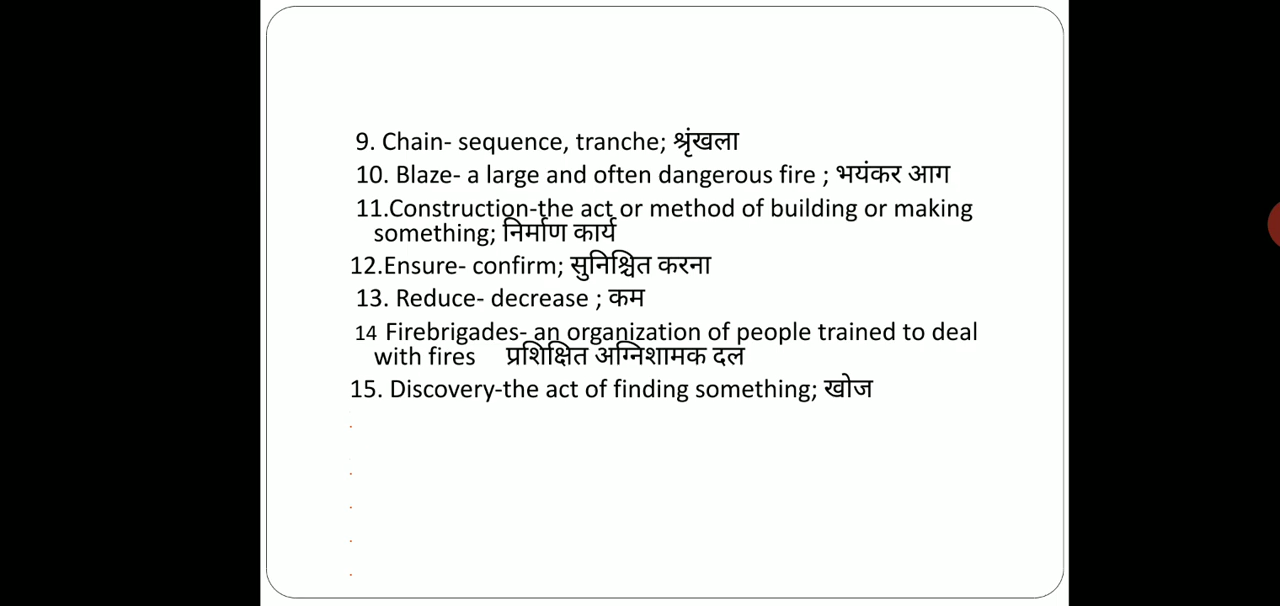 9. Chain- sequence, tranche; श्रृंखला
10. Blaze- a large and often dangerous fire ; भयंकर आग
11.Construction-the act or method of building or making
something; निर्माण कार्य
12.Ensure- confirm; सुनिश्चित करना
13. Reduce- decrease ; कम
14 Firebrigades- an organization of people trained to deal
with fires प्रशिक्षित अग्निशामक दल
15. Discovery-the act of finding something; खोज